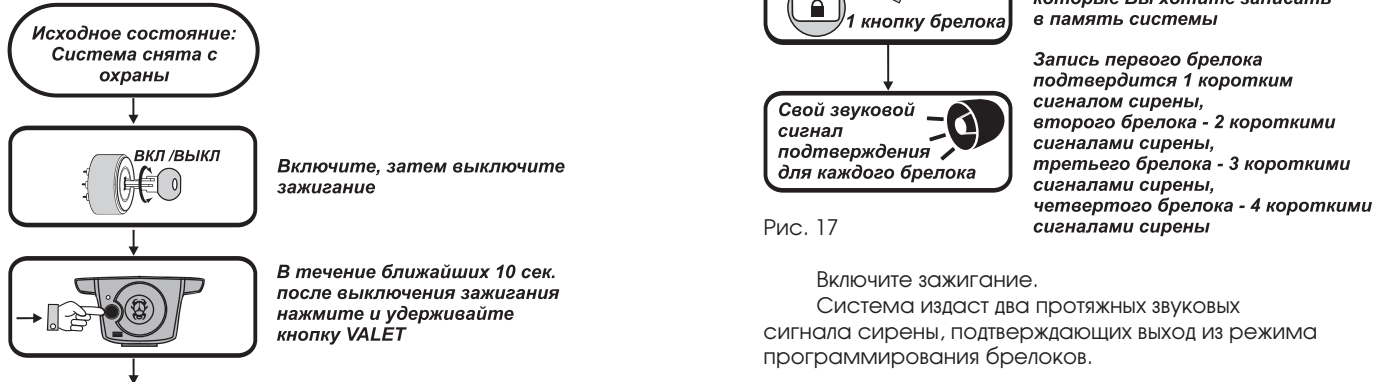 Исходное состояние:
Система снята с
охраны
ВКЛ /ВЫКЛ
Включите, затем выключите
зажигание
В течение ближайших 10 сек.
после выключения зажигания
нажмите и удерживайте
кнопку VALET
1 кнопку брелока
которые Вы хотите записать
в память системы
Свой звуковой
сигнал
подтверждения
для каждого брелока
Запись первого брелока
подтвердится 1 коротким
сигналом сирены,
второго брелока - 2 короткими
сигналами сирены,
третьего брелока - 3 короткими
сигналами сирены,
четвертого брелока - 4 короткими
сигналами сирены
Рис. 17
Включите зажигание.
Система издаст два протяжных звуковых
сигнала сирены, подтверждающих выход из режима
программирования брелоков.